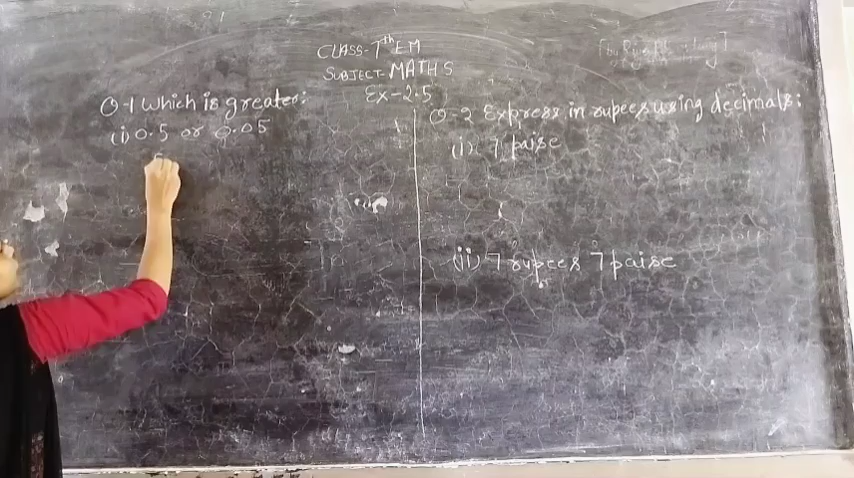 CLASS-7th EM
SUBJECT-MATHS
Ex-2.5
Q-1 Which is greater:
(i) 0.5 or 0.05
Q-2 Express in rupees using decimals:
(i) 7 paise
(ii) 7 rupees 7 paise